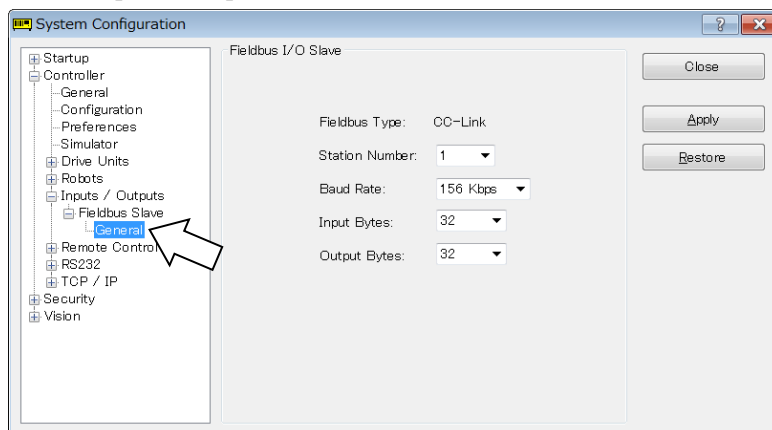 System Configuration
Startup
Controller
General
Configuration
Preferences
Simulator
Drive Units
Robots
Inputs / Outputs
Fieldbus Slave
General
Remote Control
RS232
TCP / IP
Security
Vision
Fieldbus I/O Slave
Fieldbus Type: CC-Link
Station Number: 1
Baud Rate: 156 Kbps
Input Bytes: 32
Output Bytes: 32
Close
Apply
Restore